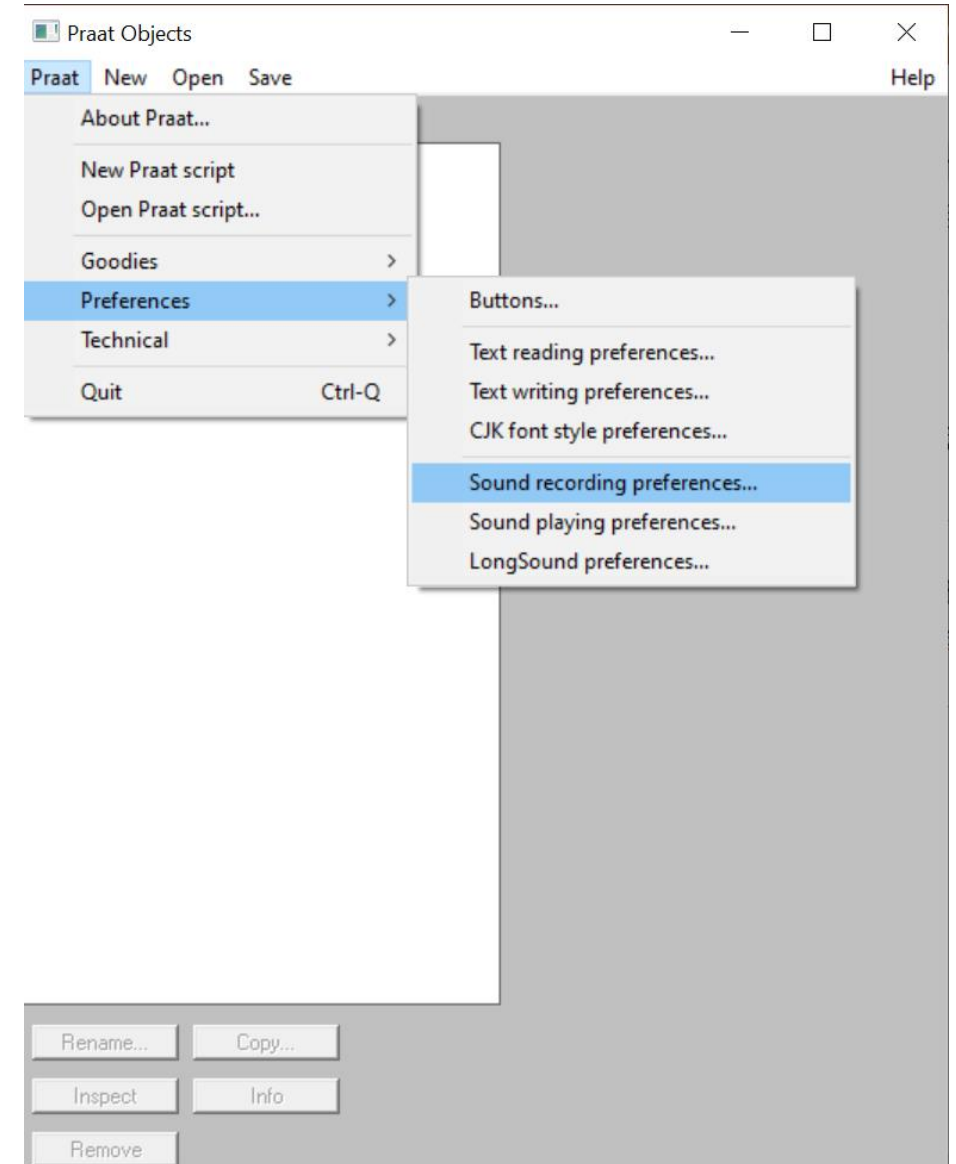 Praat Objects
Praat New Open Save Help
About Praat...
New Praat script
Open Praat script...
Goodies >
Preferences >
Technical >
Quit Ctrl-Q
Buttons...
Text reading preferences...
Text writing preferences...
CJK font style preferences...
Sound recording preferences...
Sound playing preferences...
LongSound preferences...
Rename... Copy...
Inspect Info
Remove